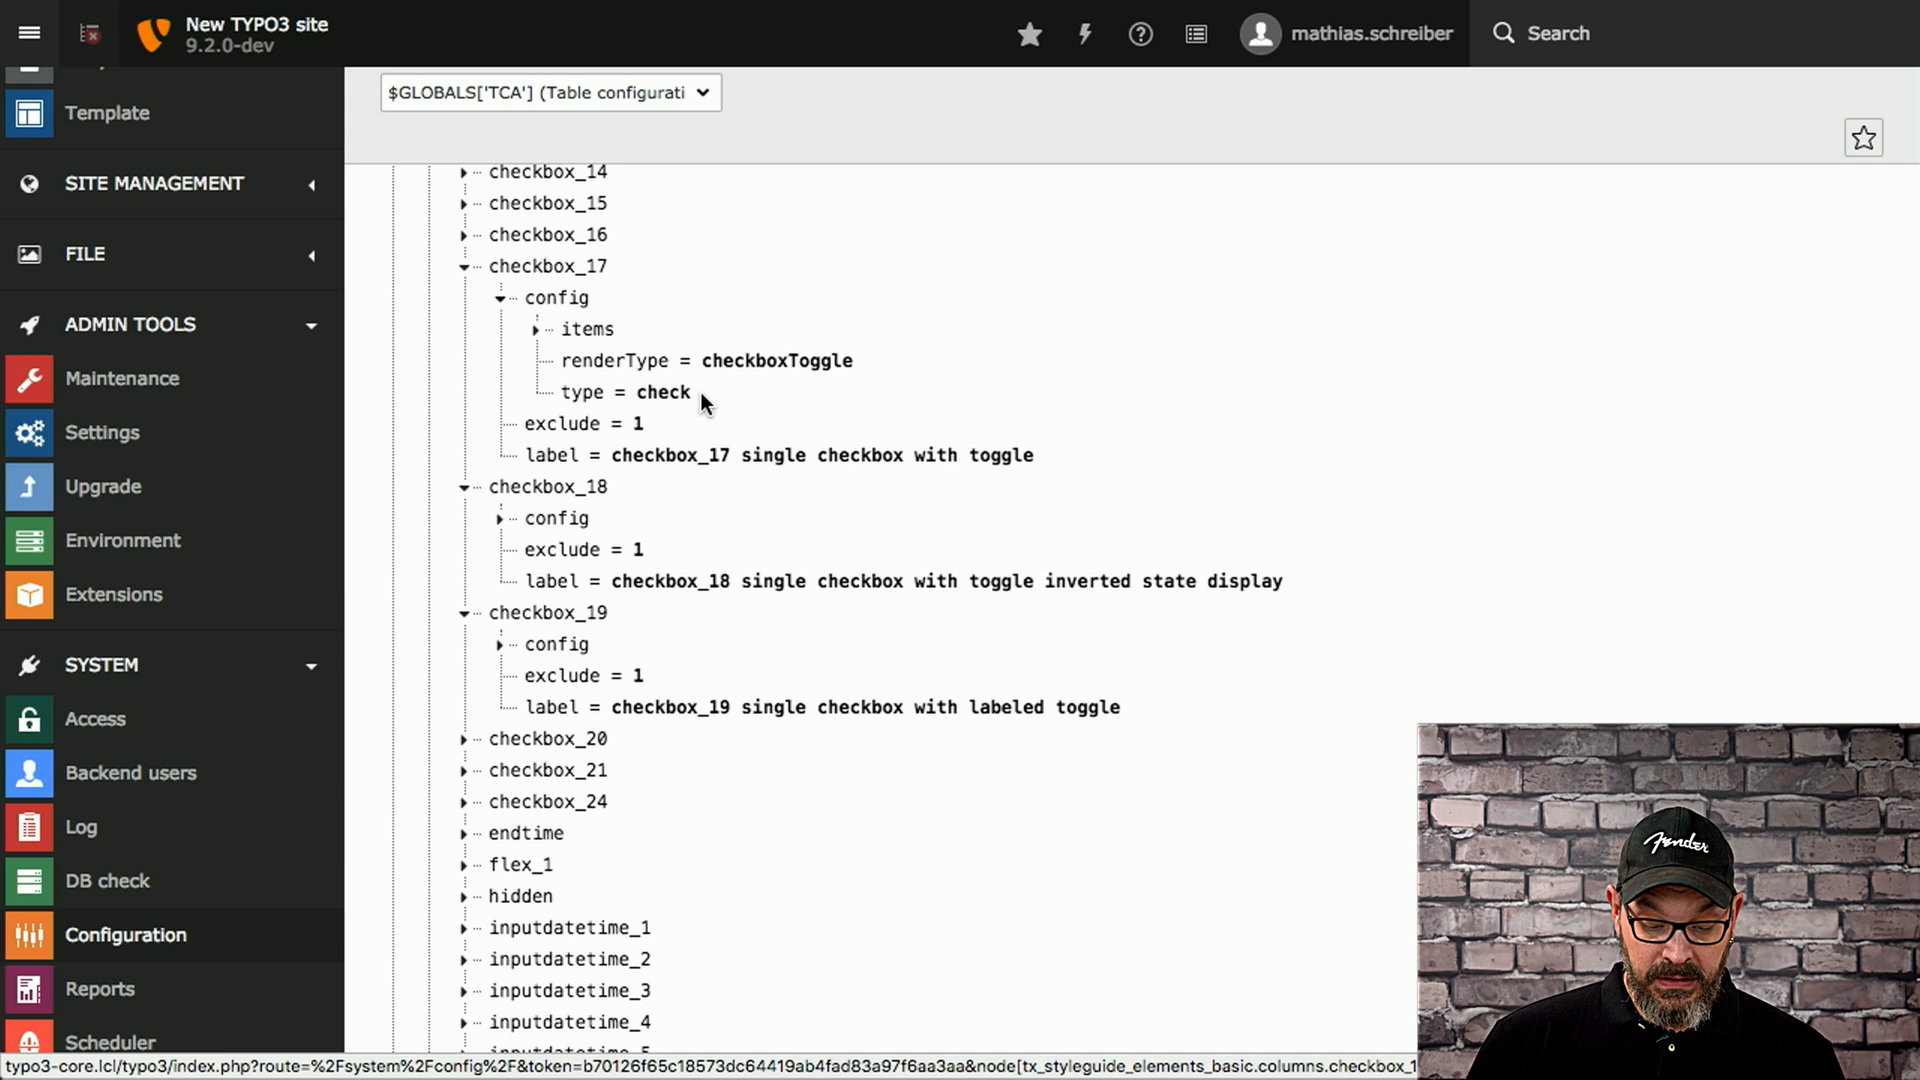 New TYPO3 site
9.2.0-dev
mathias.schreiber
Search
Template
SITE MANAGEMENT
FILE
ADMIN TOOLS
Maintenance
Settings
Upgrade
Environment
Extensions
SYSTEM
Access
Backend users
Log
DB check
Configuration
Reports
Scheduler
$GLOBALS['TCA'] (Table configurati
checkbox_14
checkbox_15
checkbox_16
checkbox_17
config
items
renderType = checkboxToggle
type = check
exclude = 1
label = checkbox_17 single checkbox with toggle
checkbox_18
config
exclude = 1
label = checkbox_18 single checkbox with toggle inverted state display
checkbox_19
config
exclude = 1
label = checkbox_19 single checkbox with labeled toggle
checkbox_20
checkbox_21
checkbox_24
endtime
flex_1
hidden
inputdatetime_1
inputdatetime_2
inputdatetime_3
inputdatetime_4
Fender
typo3-core.lcl/typo3/index.php?route=%2Fsystem%2Fconfig%2F&token=b70126f65c18573dc64419ab4fad83a97f6aa3aa&node[tx_styleguide_elements_basic.columns.checkbox_1